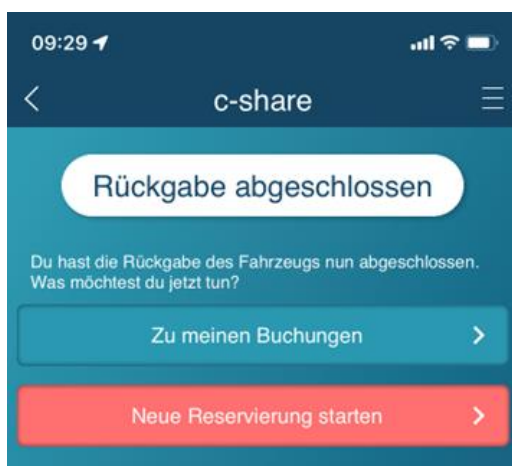 09:29
c-share
Rückgabe abgeschlossen
Du hast die Rückgabe des Fahrzeugs nun abgeschlossen.
Was möchtest du jetzt tun?
Zu meinen Buchungen
Neue Reservierung starten